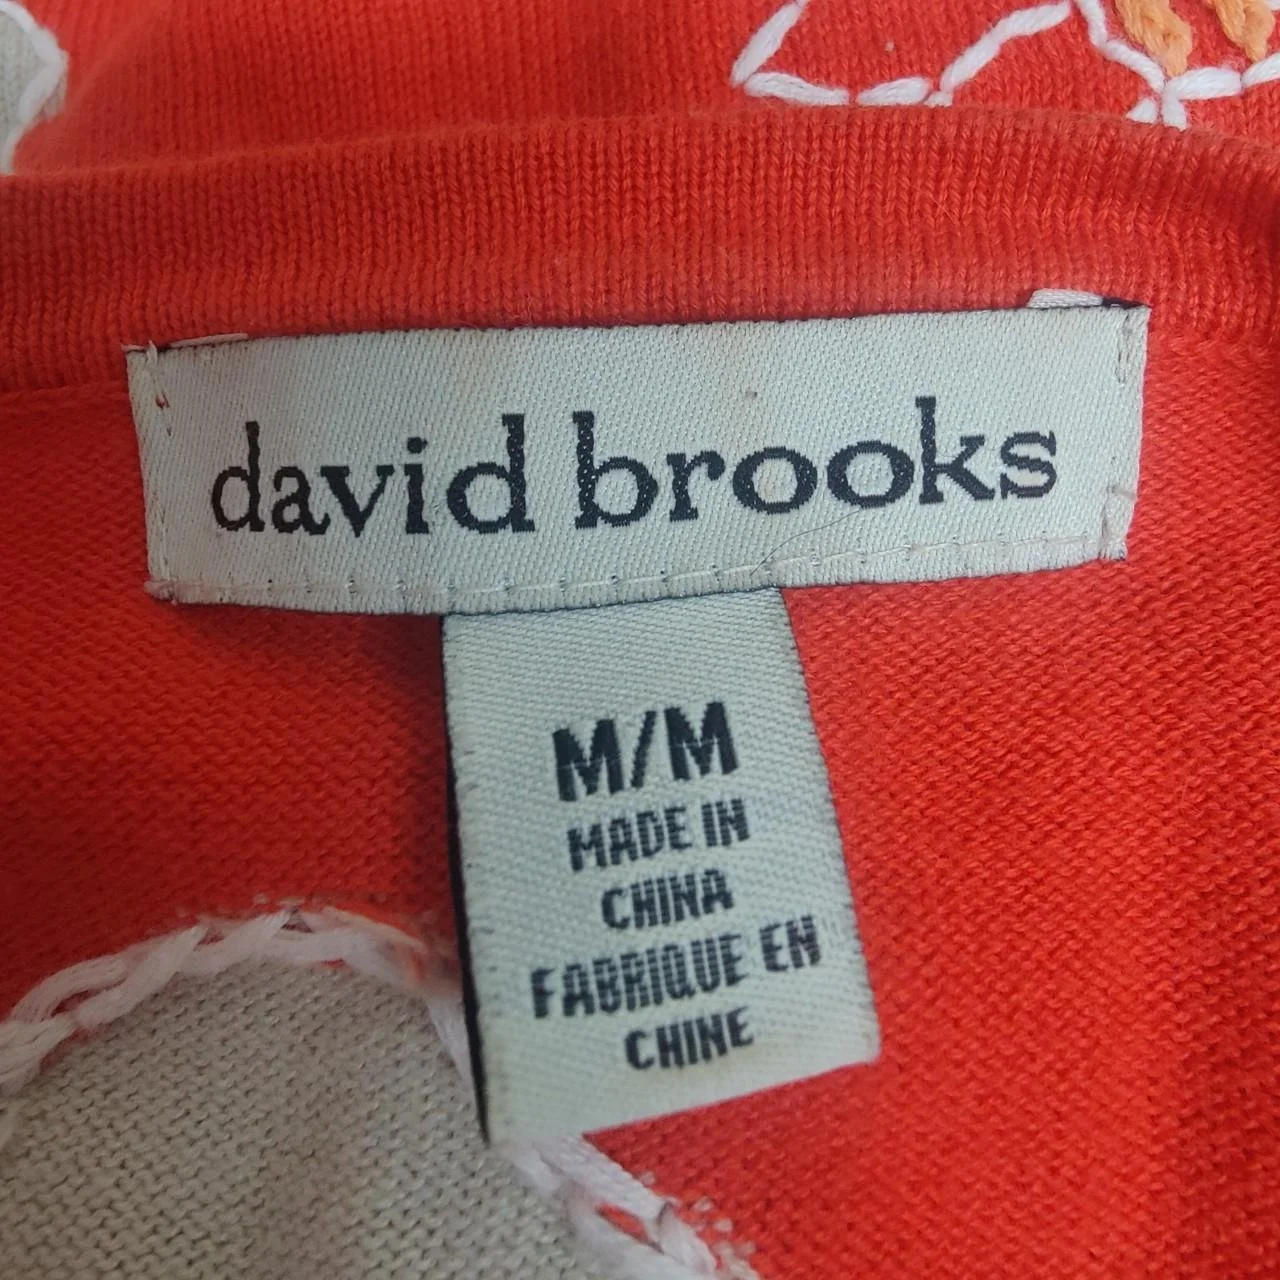 david brooks
M/M
MADE IN
CHINA
FABRIQUE EN
CHINE